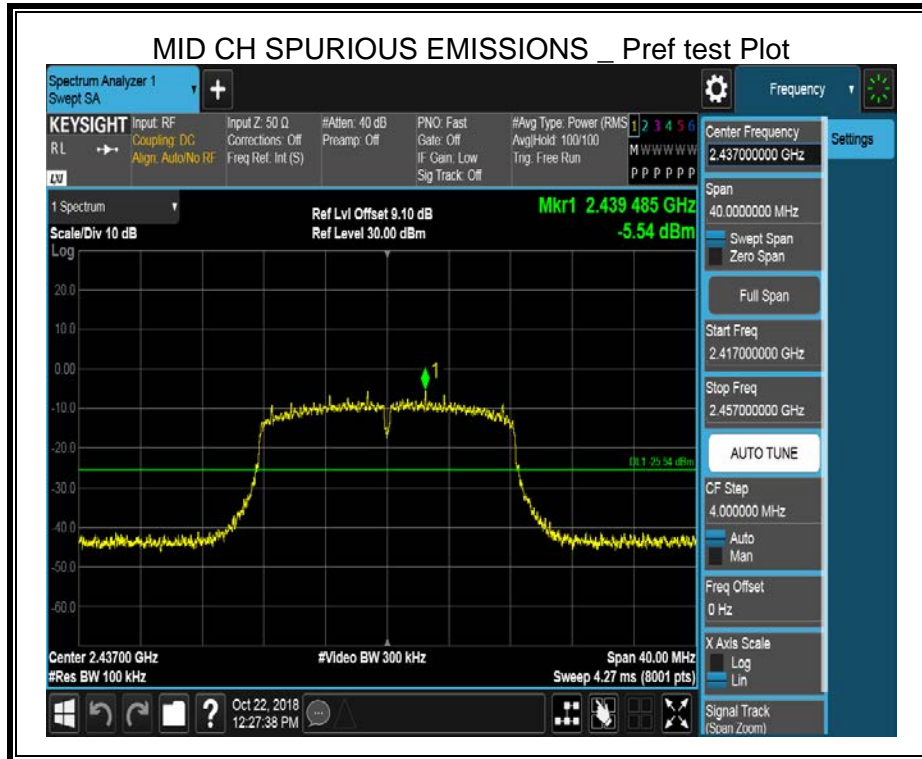 MID CH SPURIOUS EMISSIONS _ Pref test Plot
Spectrum Analyzer 1
Swept SA
+
Frequency
KEYSIGHT
RL
LXI
Input: RF
Coupling: DC
Align: Auto/No RF
Input Z: 50 Ω
Corrections: Off
Freq Ref: Int (S)
#Atten: 40 dB
Preamp: Off
PNO: Fast
Gate: Off
IF Gain: Low
Sig Track: Off
#Avg Type: Power (RMS
Avg|Hold: 100/100
Trig: Free Run
1 2 3 4 5 6
M W W W W W
P P P P P P
1 Spectrum
Scale/Div 10 dB
Log
Ref Lvl Offset 9.10 dB
Ref Level 30.00 dBm
Mkr1 2.439 485 GHz
-5.54 dBm
20.0
10.0
0.00
-10.0
-20.0
-30.0
-40.0
-50.0
-60.0
1
DL1 -25.54 dBm
Center 2.43700 GHz
#Res BW 100 kHz
#Video BW 300 kHz
Span 40.00 MHz
Sweep 4.27 ms (8001 pts)
Center Frequency
2.437000000 GHz
Settings
Span
40.0000000 MHz
Swept Span
Zero Span
Full Span
Start Freq
2.417000000 GHz
Stop Freq
2.457000000 GHz
AUTO TUNE
CF Step
4.000000 MHz
Auto
Man
Freq Offset
0 Hz
X Axis Scale
Log
Lin
Signal Track
(Span Zoom)
?
Oct 22, 2018
12:27:38 PM